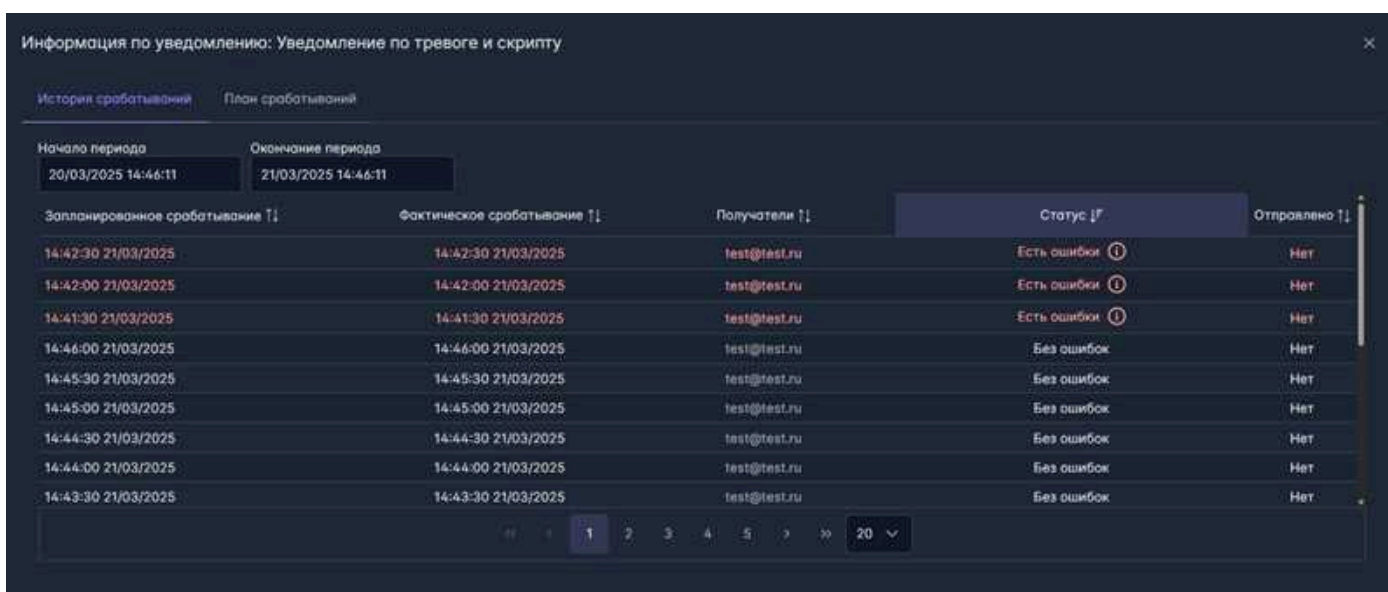 Информация по уведомлению: Уведомление по тревоге и скрипту
История срабатываний План срабатываний
Начало периода Окончание периода
20/03/2025 14:46:11 21/03/2025 14:46:11
Запланированное срабатывание Фактическое срабатывание Получатели Статус Отправлено
14:42:30 21/03/2025 14:42:30 21/03/2025 test@test.ru Есть ошибки Нет
14:42:00 21/03/2025 14:42:00 21/03/2025 test@test.ru Есть ошибки Нет
14:41:30 21/03/2025 14:41:30 21/03/2025 test@test.ru Есть ошибки Нет
14:46:00 21/03/2025 14:46:00 21/03/2025 test@test.ru Без ошибок Нет
14:45:30 21/03/2025 14:45:30 21/03/2025 test@test.ru Без ошибок Нет
14:45:00 21/03/2025 14:45:00 21/03/2025 test@test.ru Без ошибок Нет
14:44:30 21/03/2025 14:44:30 21/03/2025 test@test.ru Без ошибок Нет
14:44:00 21/03/2025 14:44:00 21/03/2025 test@test.ru Без ошибок Нет
14:43:30 21/03/2025 14:43:30 21/03/2025 test@test.ru Без ошибок Нет
« ‹ 1 2 3 4 5 › » 20